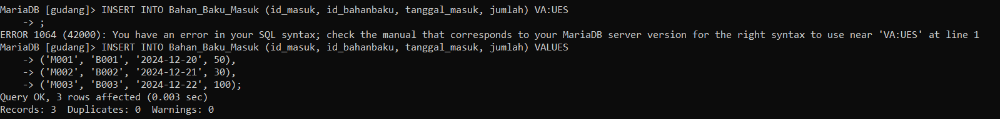 MariaDB [gudang]> INSERT INTO Bahan_Baku_Masuk (id_masuk, id_bahanbaku, tanggal_masuk, jumlah) VA:UES
    -> ;
ERROR 1064 (42000): You have an error in your SQL syntax; check the manual that corresponds to your MariaDB server version for the right syntax to use near 'VA:UES' at line 1
MariaDB [gudang]> INSERT INTO Bahan_Baku_Masuk (id_masuk, id_bahanbaku, tanggal_masuk, jumlah) VALUES
    -> ('M001', 'B001', '2024-12-20', 50),
    -> ('M002', 'B002', '2024-12-21', 30),
    -> ('M003', 'B003', '2024-12-22', 100);
Query OK, 3 rows affected (0.003 sec)
Records: 3  Duplicates: 0  Warnings: 0